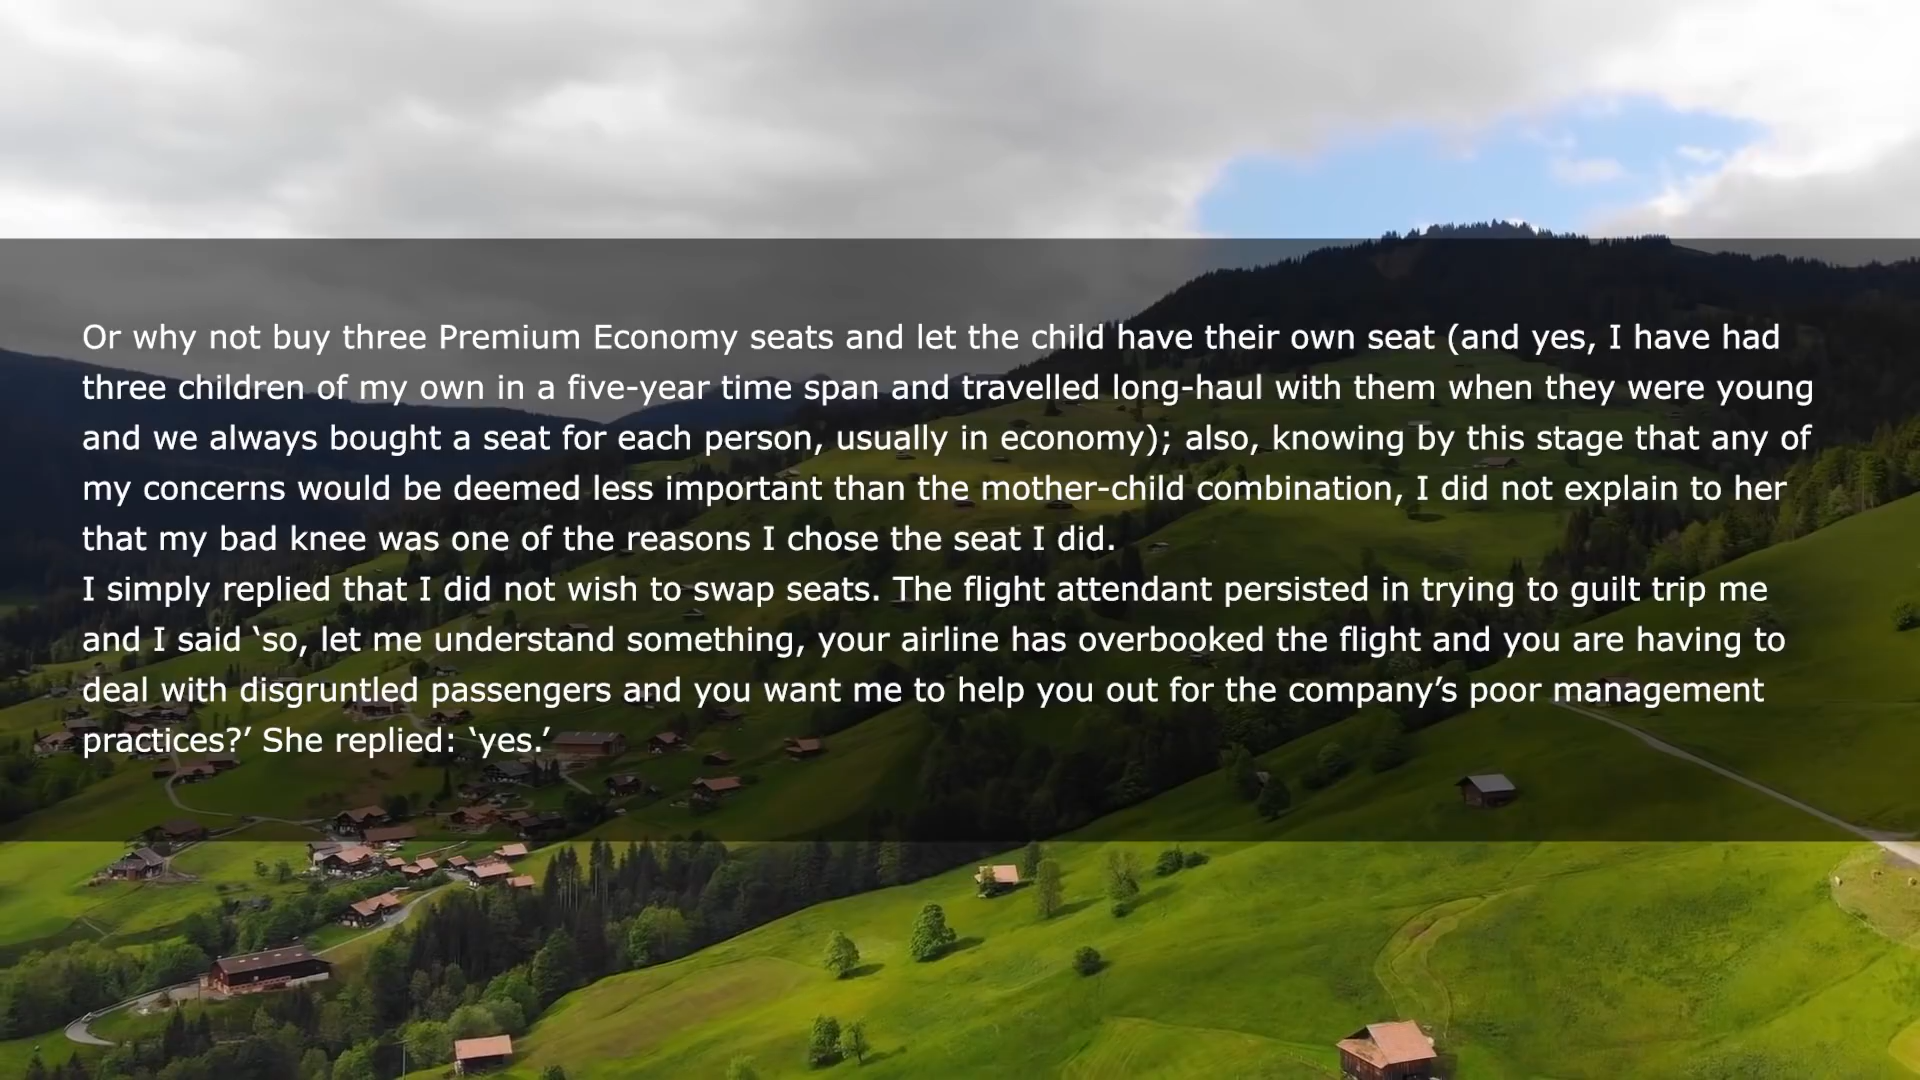 Or why not buy three Premium Economy seats and let the child have their own seat (and yes, I have had
three children of my own in a five-year time span and travelled long-haul with them when they were young
and we always bought a seat for each person, usually in economy); also, knowing by this stage that any of
my concerns would be deemed less important than the mother-child combination, I did not explain to her
that my bad knee was one of the reasons I chose the seat I did.
I simply replied that I did not wish to swap seats. The flight attendant persisted in trying to guilt trip me
and I said ‘so, let me understand something, your airline has overbooked the flight and you are having to
deal with disgruntled passengers and you want me to help you out for the company’s poor management
practices?’ She replied: ‘yes.’